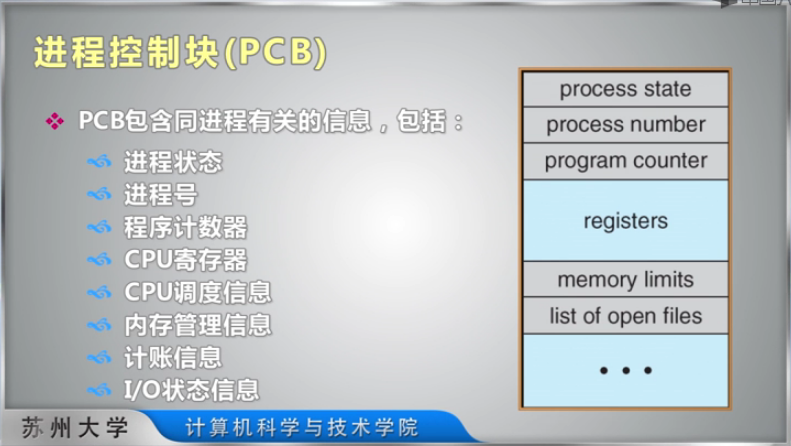 进程控制块(PCB)
PCB包含同进程有关的信息，包括：
进程状态
进程号
程序计数器
CPU寄存器
CPU调度信息
内存管理信息
计账信息
I/O状态信息
process state
process number
program counter
registers
memory limits
list of open files
• • •
苏州大学
计算机科学与技术学院